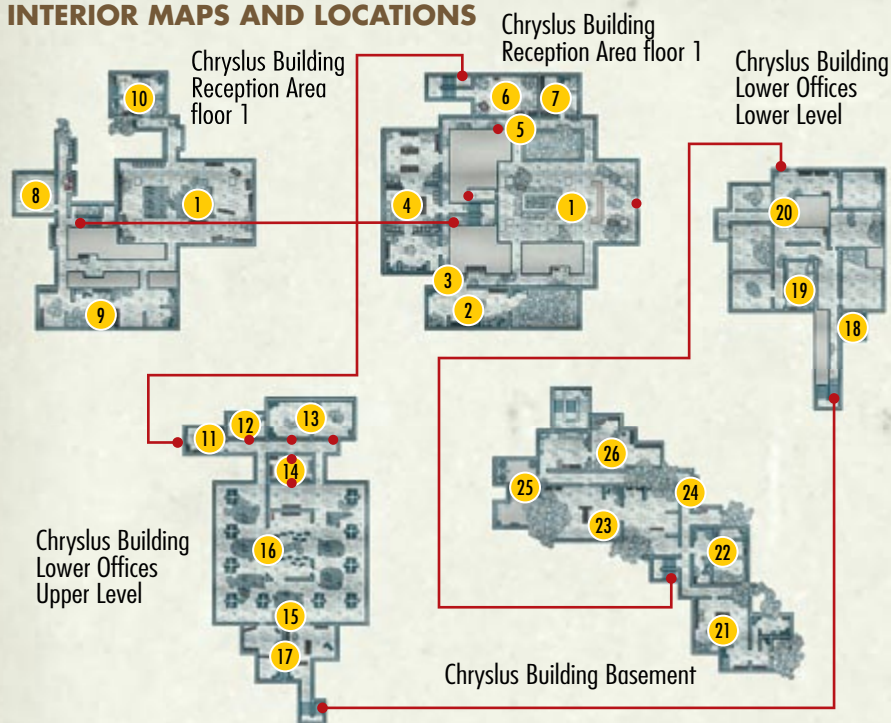 INTERIOR MAPS AND LOCATIONS
Chryslus Building
Reception Area
floor 1
10
8
1
9
Chryslus Building
Reception Area floor 1
6
7
5
4
1
3
2
Chryslus Building
Lower Offices
Lower Level
20
19
18
Chryslus Building
Lower Offices
Upper Level
13
12
11
14
16
15
17
26
25
24
23
22
21
Chryslus Building Basement